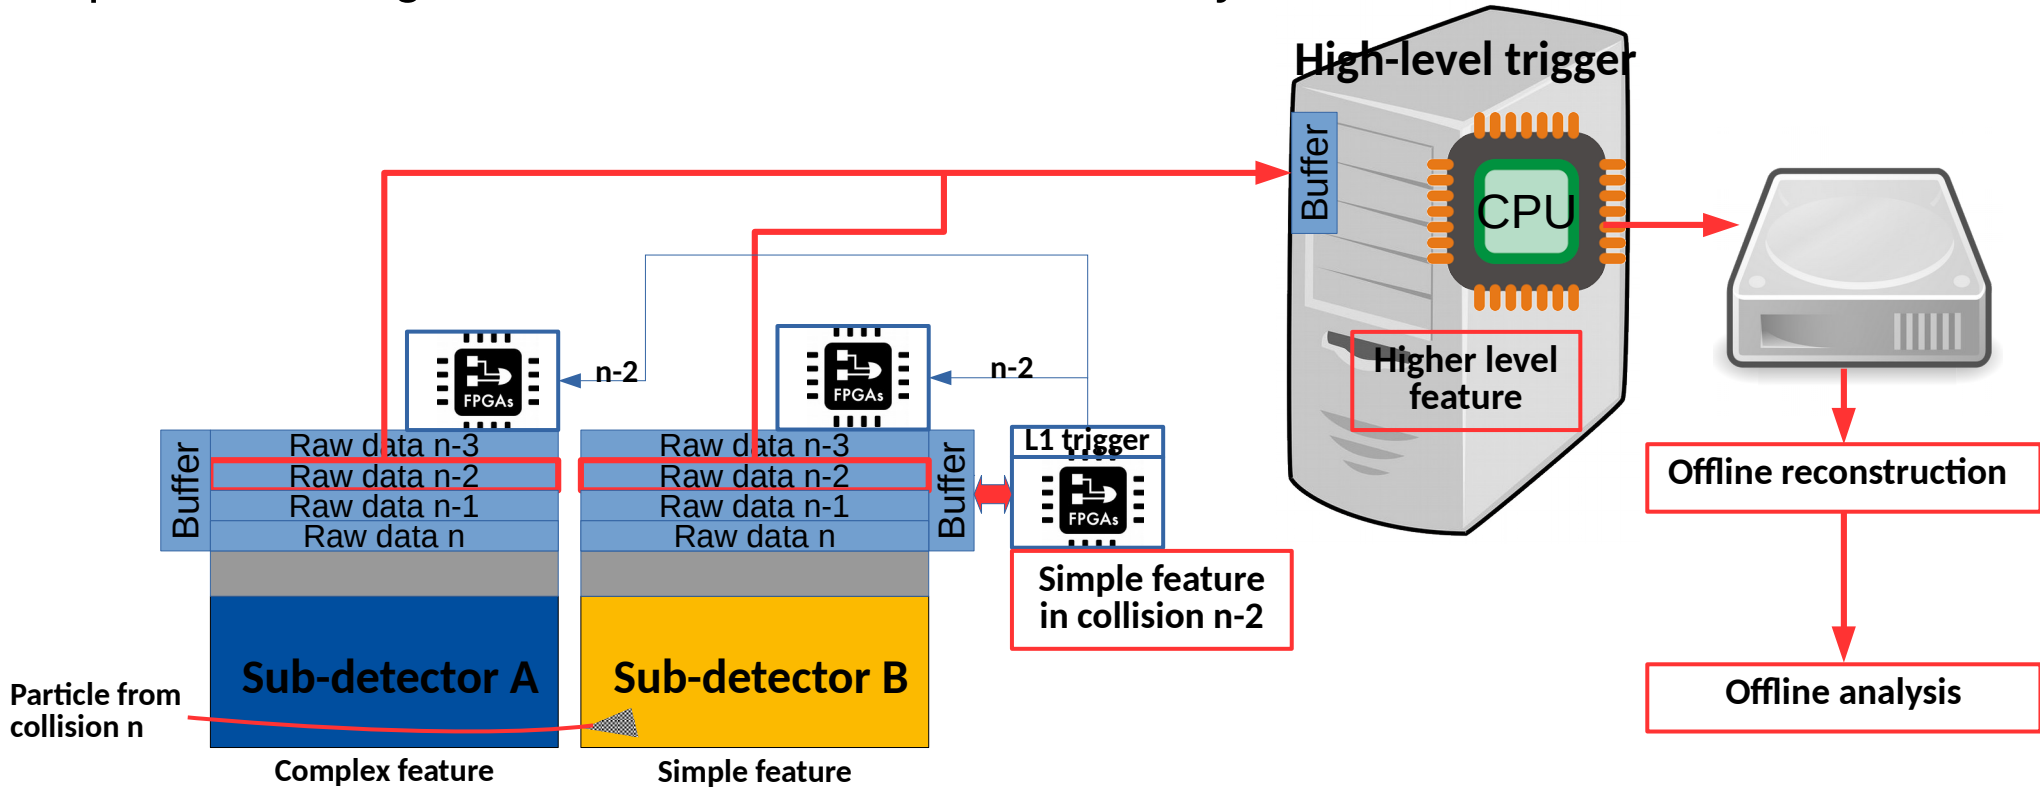 High-level trigger
Buffer
CPU
Higher level
feature
n-2
n-2
FPGAs
FPGAs
L1 trigger
FPGAs
Buffer
Raw data n-3
Raw data n-2
Raw data n-1
Raw data n
Raw data n-3
Raw data n-2
Raw data n-1
Raw data n
Buffer
Simple feature
in collision n-2
Offline reconstruction
Offline analysis
Sub-detector A
Sub-detector B
Particle from
collision n
Complex feature
Simple feature